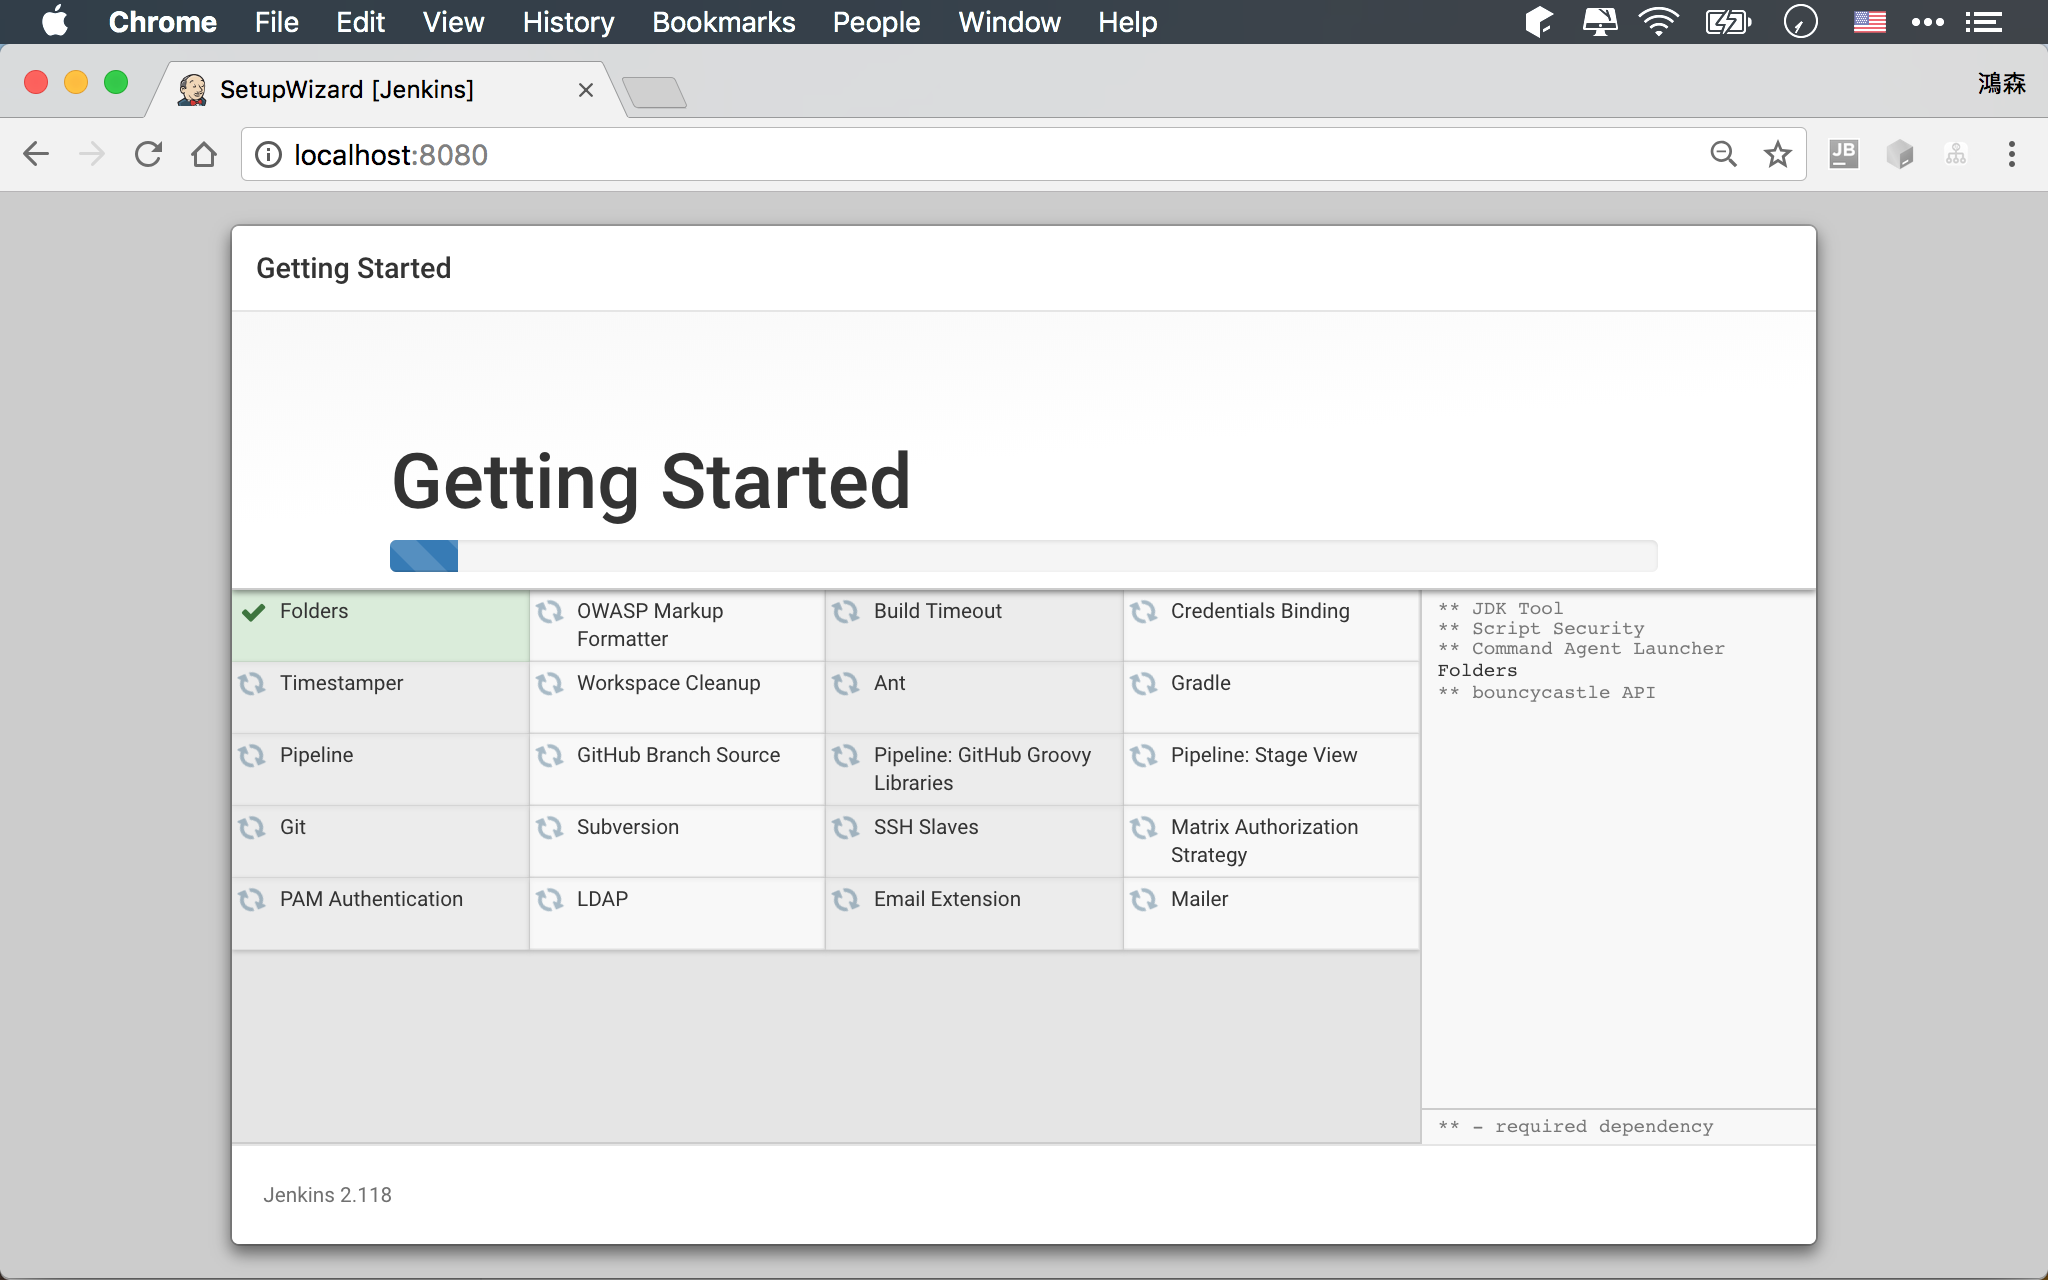 Chrome File Edit View History Bookmarks People Window Help
SetupWizard [Jenkins]
鴻森
localhost:8080
JB
Getting Started
Getting Started
Folders
OWASP Markup
Formatter
Build Timeout
Credentials Binding
Timestamper
Workspace Cleanup
Ant
Gradle
Pipeline
GitHub Branch Source
Pipeline: GitHub Groovy
Libraries
Pipeline: Stage View
Git
Subversion
SSH Slaves
Matrix Authorization
Strategy
PAM Authentication
LDAP
Email Extension
Mailer
** JDK Tool
** Script Security
** Command Agent Launcher
Folders
** bouncycastle API
** - required dependency
Jenkins 2.118